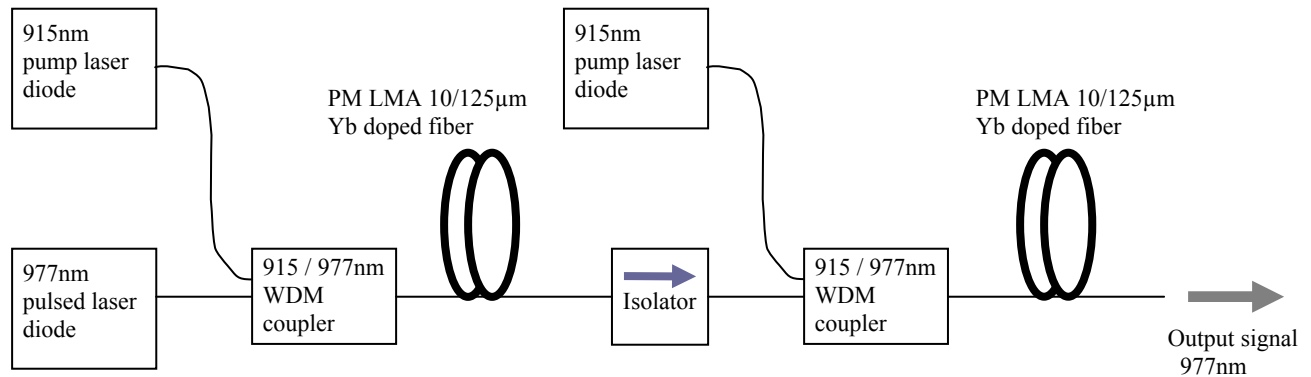 915nm
pump laser
diode
PM LMA 10/125µm
Yb doped fiber
915nm
pump laser
diode
PM LMA 10/125µm
Yb doped fiber
977nm
pulsed laser
diode
915 / 977nm
WDM
coupler
Isolator
915 / 977nm
WDM
coupler
Output signal
977nm